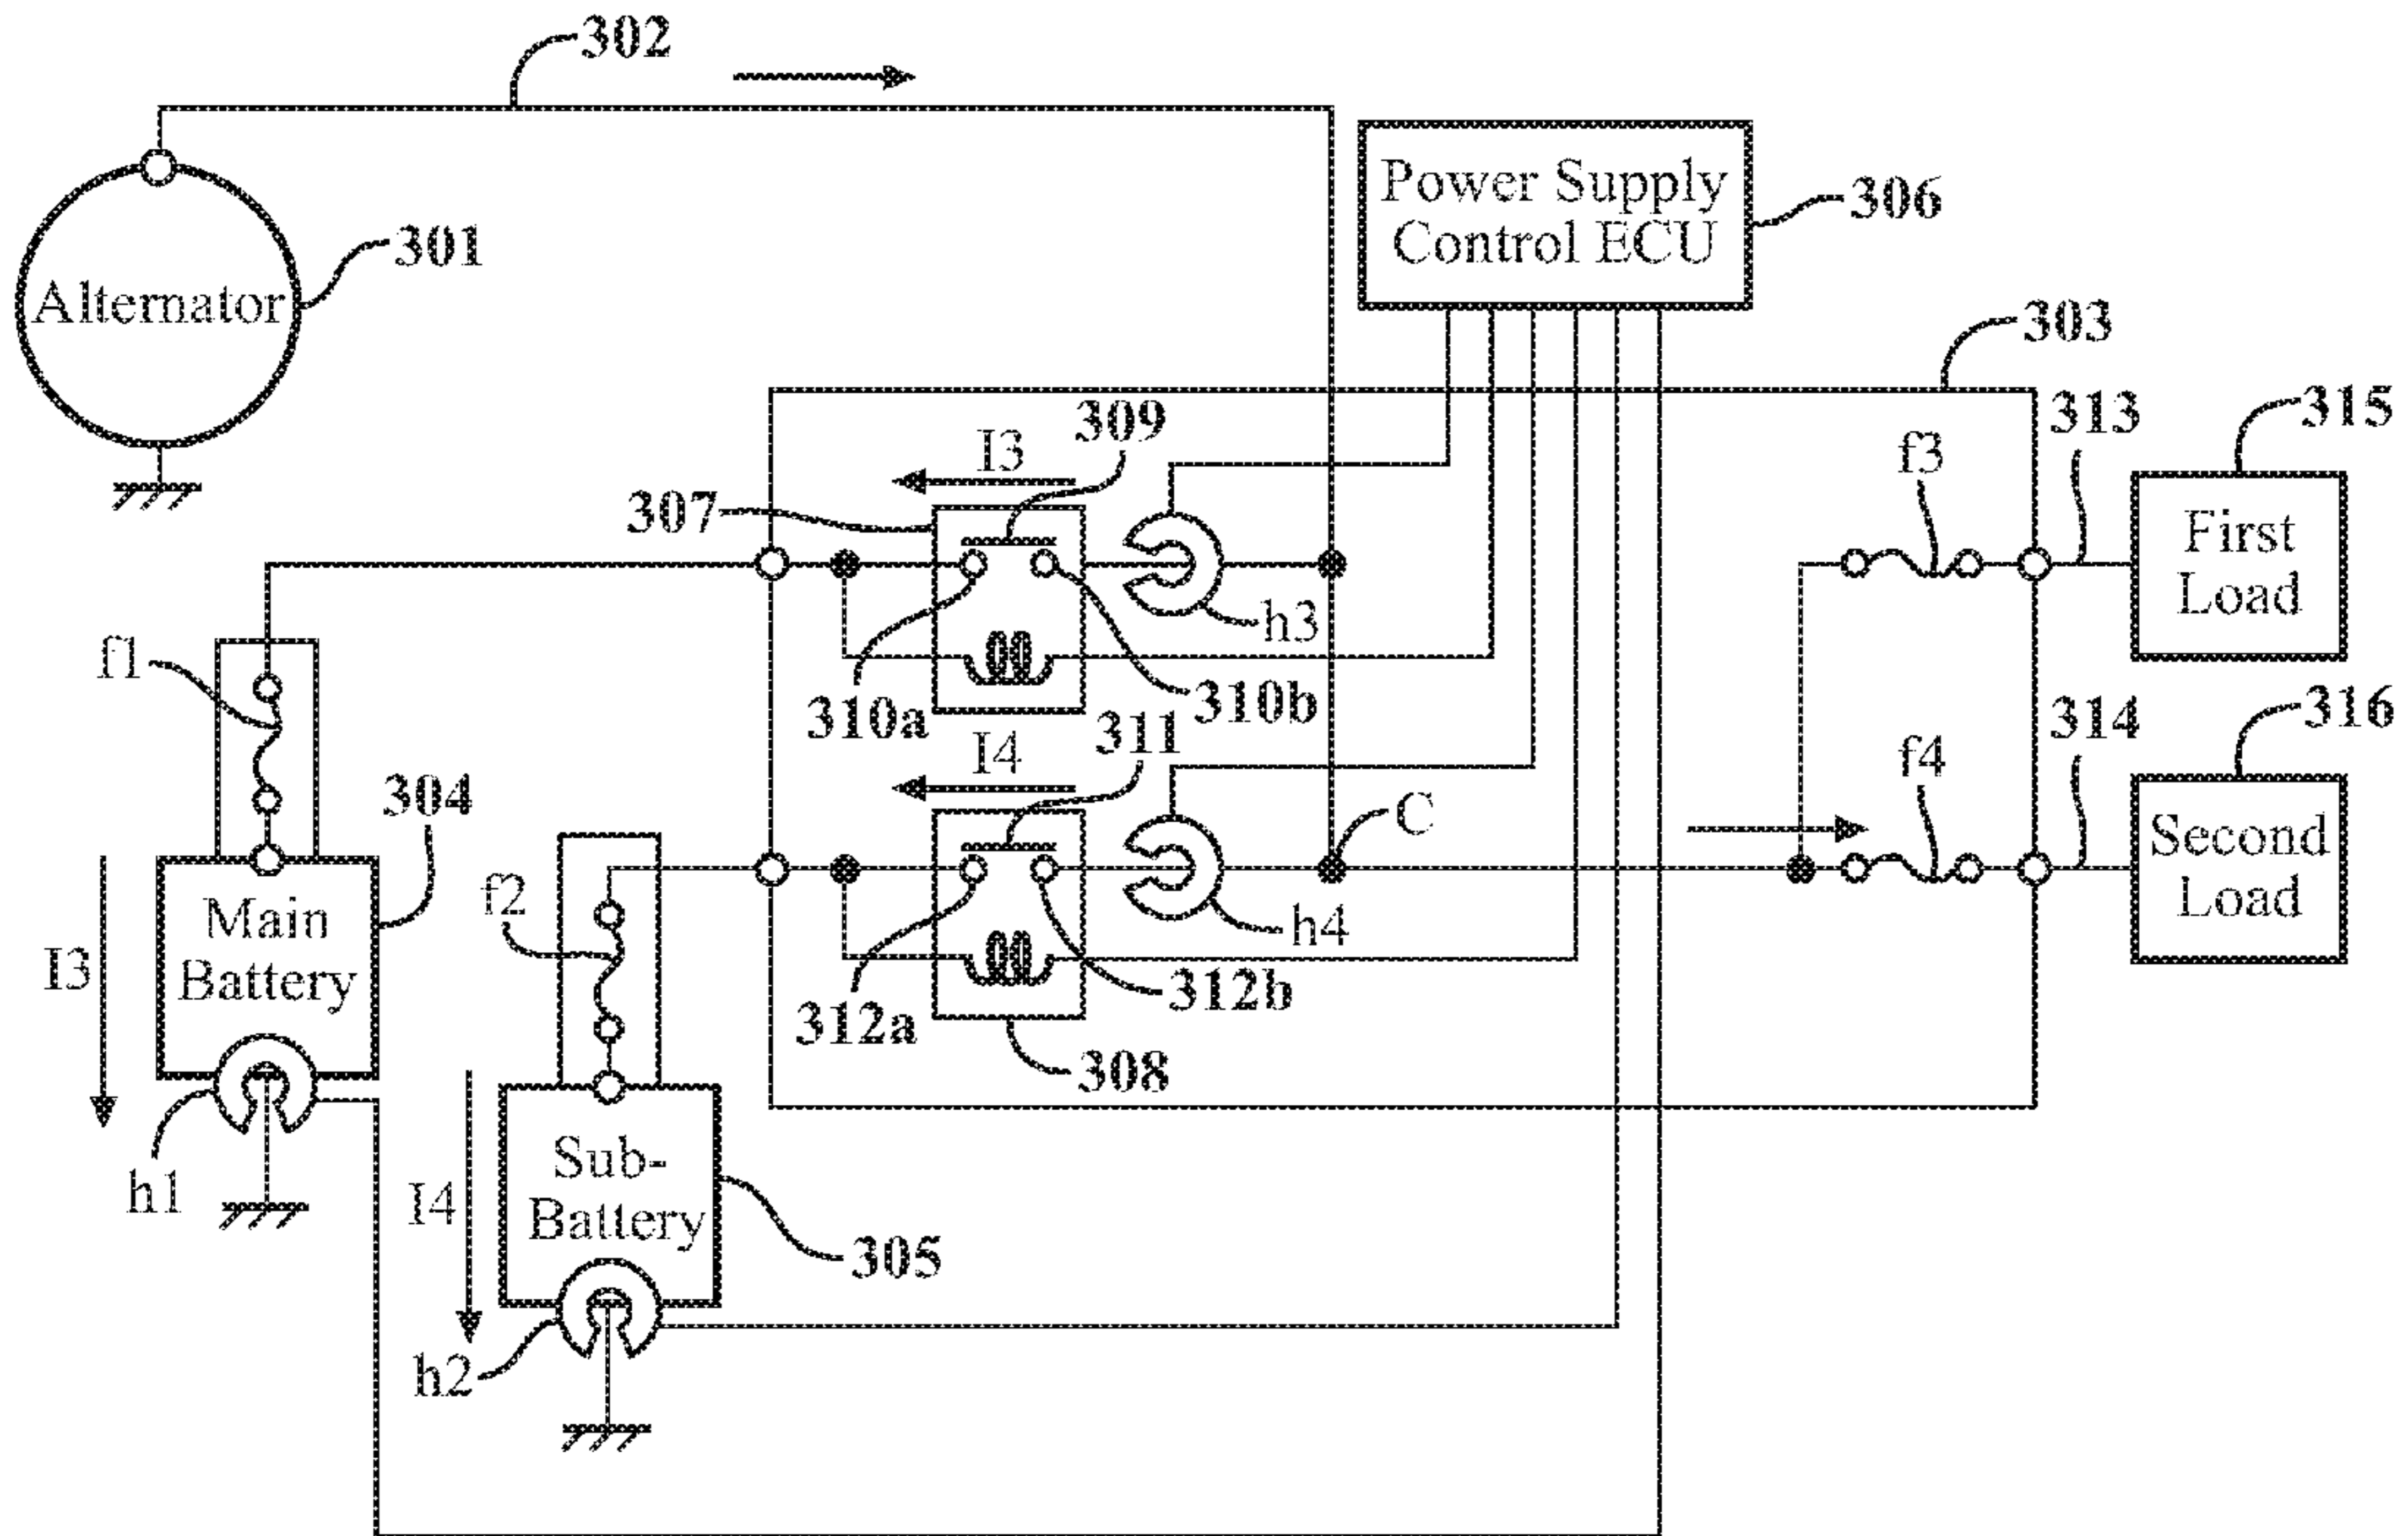 302
Power Supply
Control ECU
306
301
Alternator
303
309
315
313
I3
f3
307
First
Load
h3
f1
310a
310b
311
316
314
I4
f4
304
C
Second
Load
f2
Main
Battery
h4
I3
312a
312b
308
h1
Sub-
Battery
I4
305
h2